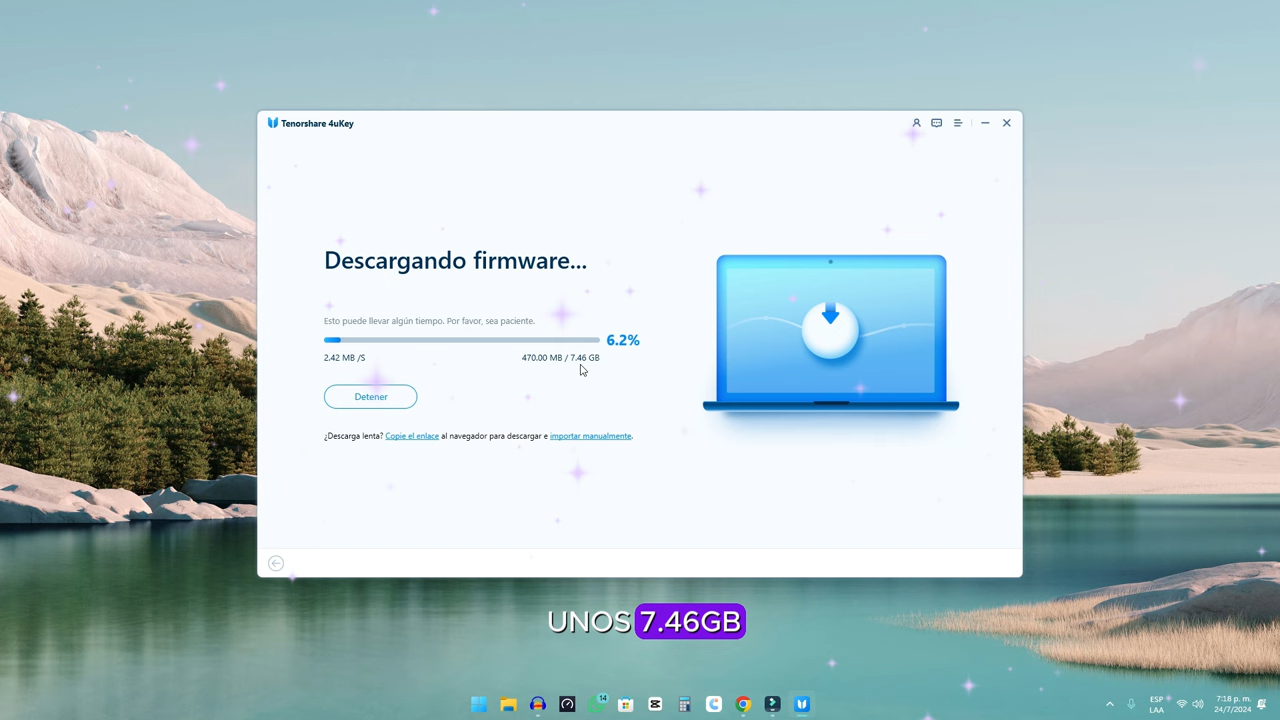 Tenorshare 4uKey
Descargando firmware...
Esto puede llevar algún tiempo. Por favor, sea paciente.
6.2%
2.42 MB /S
470.00 MB / 7.46 GB
Detener
¿Descarga lenta? Copie el enlace al navegador para descargar e importar manualmente.
UNOS 7.46GB
14
ESP
LAA
7:18 p. m.
24/7/2024